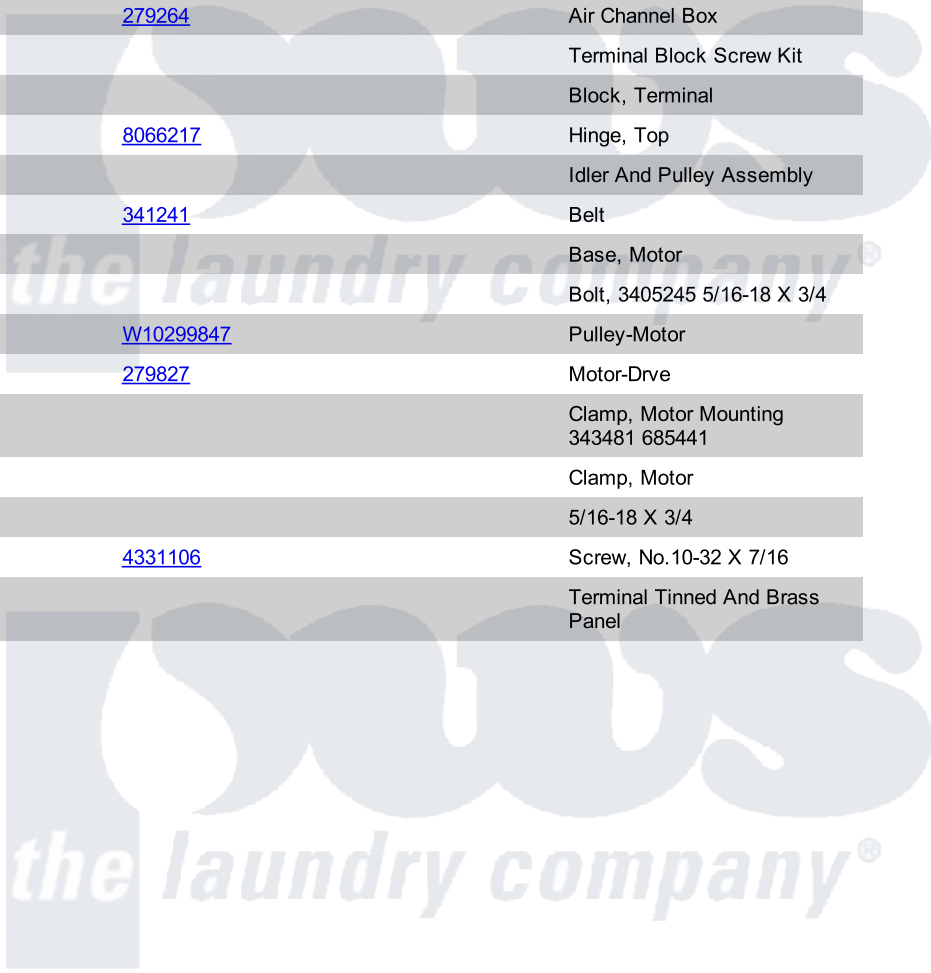 279264 Air Channel Box
Terminal Block Screw Kit
Block, Terminal
8066217 Hinge, Top
Idler And Pulley Assembly
341241 Belt
Base, Motor
Bolt, 3405245 5/16-18 X 3/4
W10299847 Pulley-Motor
279827 Motor-Drve
Clamp, Motor Mounting
343481 685441
Clamp, Motor
5/16-18 X 3/4
4331106 Screw, No.10-32 X 7/16
Terminal Tinned And Brass
Panel
pws
the laundry company®
pws
the laundry company®